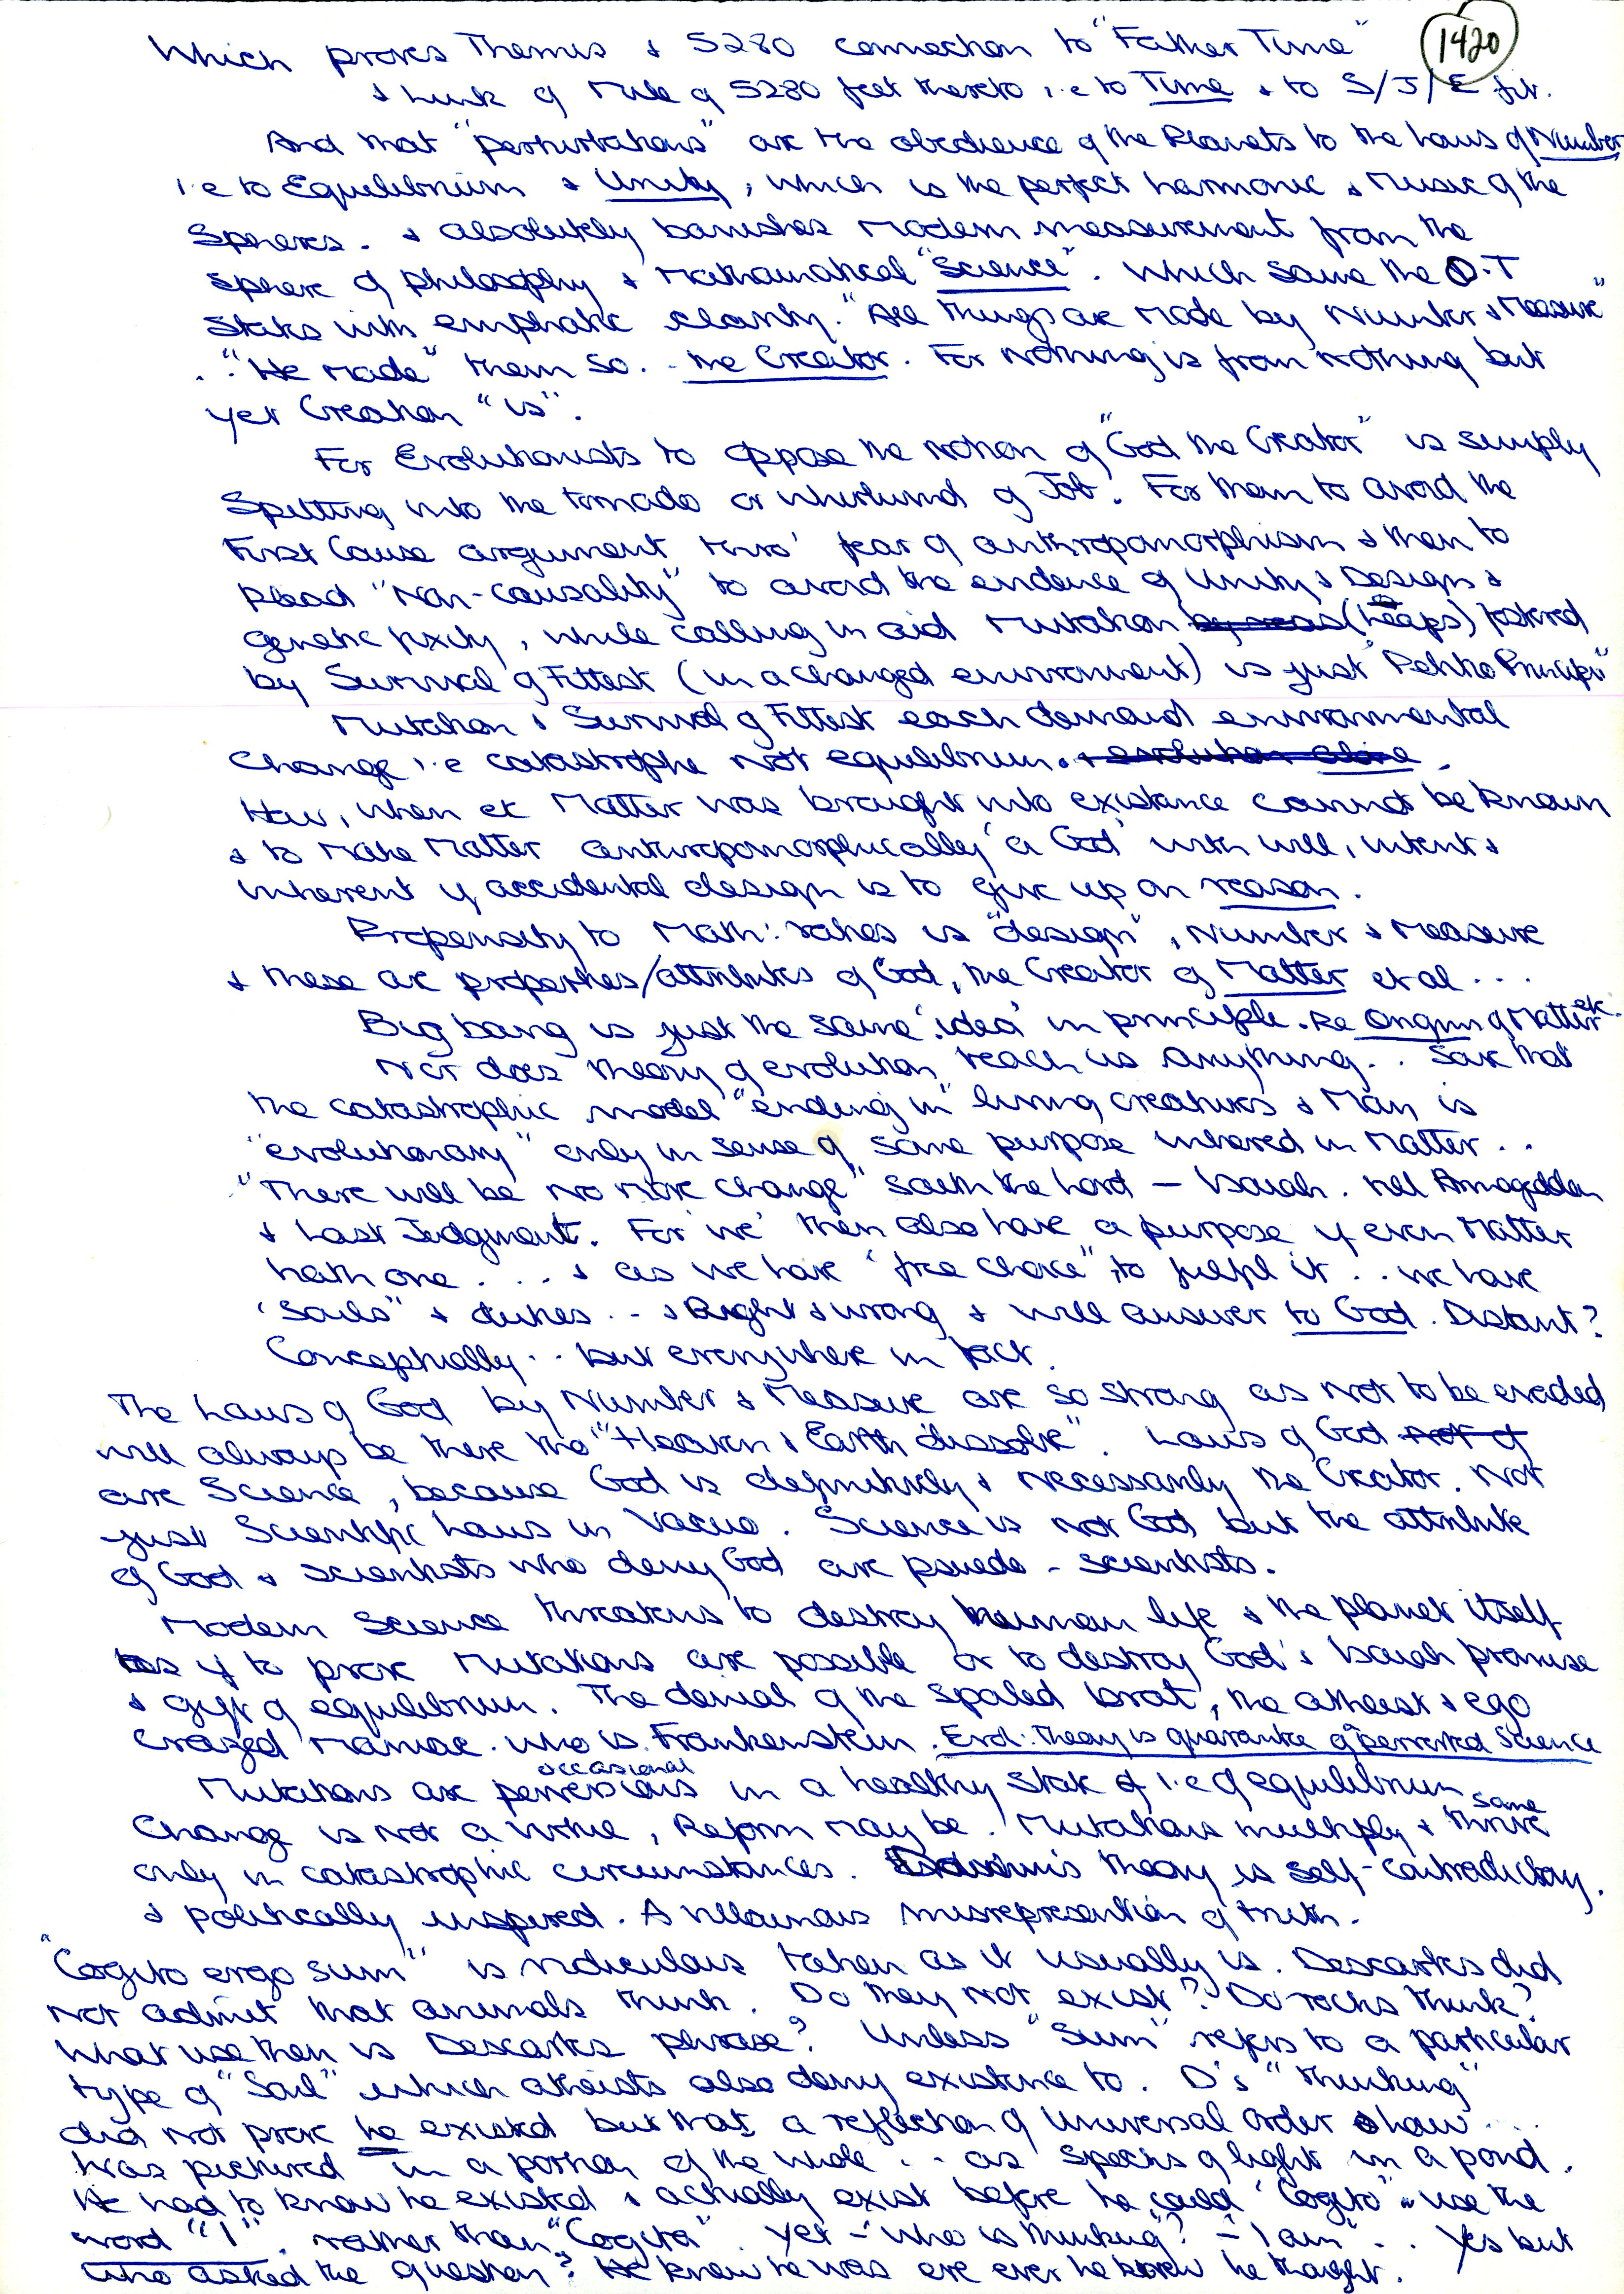 1420
Which proves Themis & 5280 connection to "Father Time"
& link of Mile of 5280 feet thereto i.e to Time & to S/J/E fit.
And that "perturbations" are the obedience of the Planets to the Laws of Number
i.e to Equilibrium & Unity, which is the perfect harmonic & Music of the
Spheres. & absolutely banishes modern measurement from the
sphere of philosophy & Mathematical "Science". Which same the O.T
states with emphatic clarity. "All things are made by Number & Measure"
. "He made" them so. . the Creator. For nothing is from nothing but
yet Creation "is".
For Evolutionists to oppose the notion of "God the Creator" is simply
Spitting into the tornado or whirlwind of Job. For them to avoid the
First Cause argument thro' fear of anthropomorphism & then to
plead "Non-causality" to avoid the evidence of Unity & Design &
genetic fixity, while calling in aid Mutation (heaps) fostered
by Survival of Fittest (in a changed environment) is just
Mutation & Survival of Fittest each demand environmental
Change i.e catastrophe not equilibrium. & evolution alone.
How, when etc Matter was brought into existance cannot be known
& to make Matter anthropomorphically 'a God' with will, intent &
inherent if accidental design is to give up on reason.
Propensity to Math: ratios is "design", Number & Measure
& these are properties/attributes of God, the Creator of Matter et al ...
Big bang is just the same 'idea' in principle. Re Origin of Matter etc.
Nor does theory of evolution teach us anything. . Save that
the catastrophic model "ending in" living creatures & Man is
"evolutionary" only in sense of some purpose inhered in Matter . .
"There will be no more change" saith the Lord — Isaiah. till Armageddon
& Last Judgment. For 'we' then also have a purpose if even Matter
hath one . . . & as we have "free choice" to fulfil it . . we have
"Souls" & duties . . & Right & wrong & will answer to God. Distant?
Conceptually . . but everywhere in fact.
The Laws of God by Number & Measure are so strong as not to be evaded
will always be there tho' "Heaven & Earth dissolve". Laws of God not of
are Science, because God is definitively & necessarily the Creator. Not
just Scientific Laws in Vacuo. Science is not God but the attribute
of God & scientists who deny God are psuedo - scientists.
Modern Science threatens to destroy human life & the planet itself
as if to prove Mutations are possible or to destroy God's Isaiah promise
& gift of equilibrium. The denial of the spoiled brat, the atheist & ego
crazed maniac. who is Frankenstein. Evol: Theory is guarantee of perverted Science
Mutations are occasional perversions in a healthy state of i.e of equilibrium
Change is not a virtue, Reform may be. Mutations multiply & some thrive
only in catastrophic circumstances. Darwin's theory is self-contradictory.
& politically inspired. A villainous misrepresention of truth.
"Cogito ergo sum" is ridiculous taken as it usually is. Descartes did
not admit that animals think. Do they not exist? Do rocks think?
What use then is Descartes phrase? Unless "Sum" refers to a particular
type of "Soul" which atheists also deny existence to. D's "thinking"
did not prove he existed but that a reflection of Universal Order & Law . . .
was pictured in a portion of the whole . . as specks of light in a pond.
He had to know he existed & actually exist before he could "Cogito" use the
word "I". rather than "Cogito". Yet - "who is thinking? - I am" . . Yes but
who asked the question? He knew he was ere ever he knew he thought.